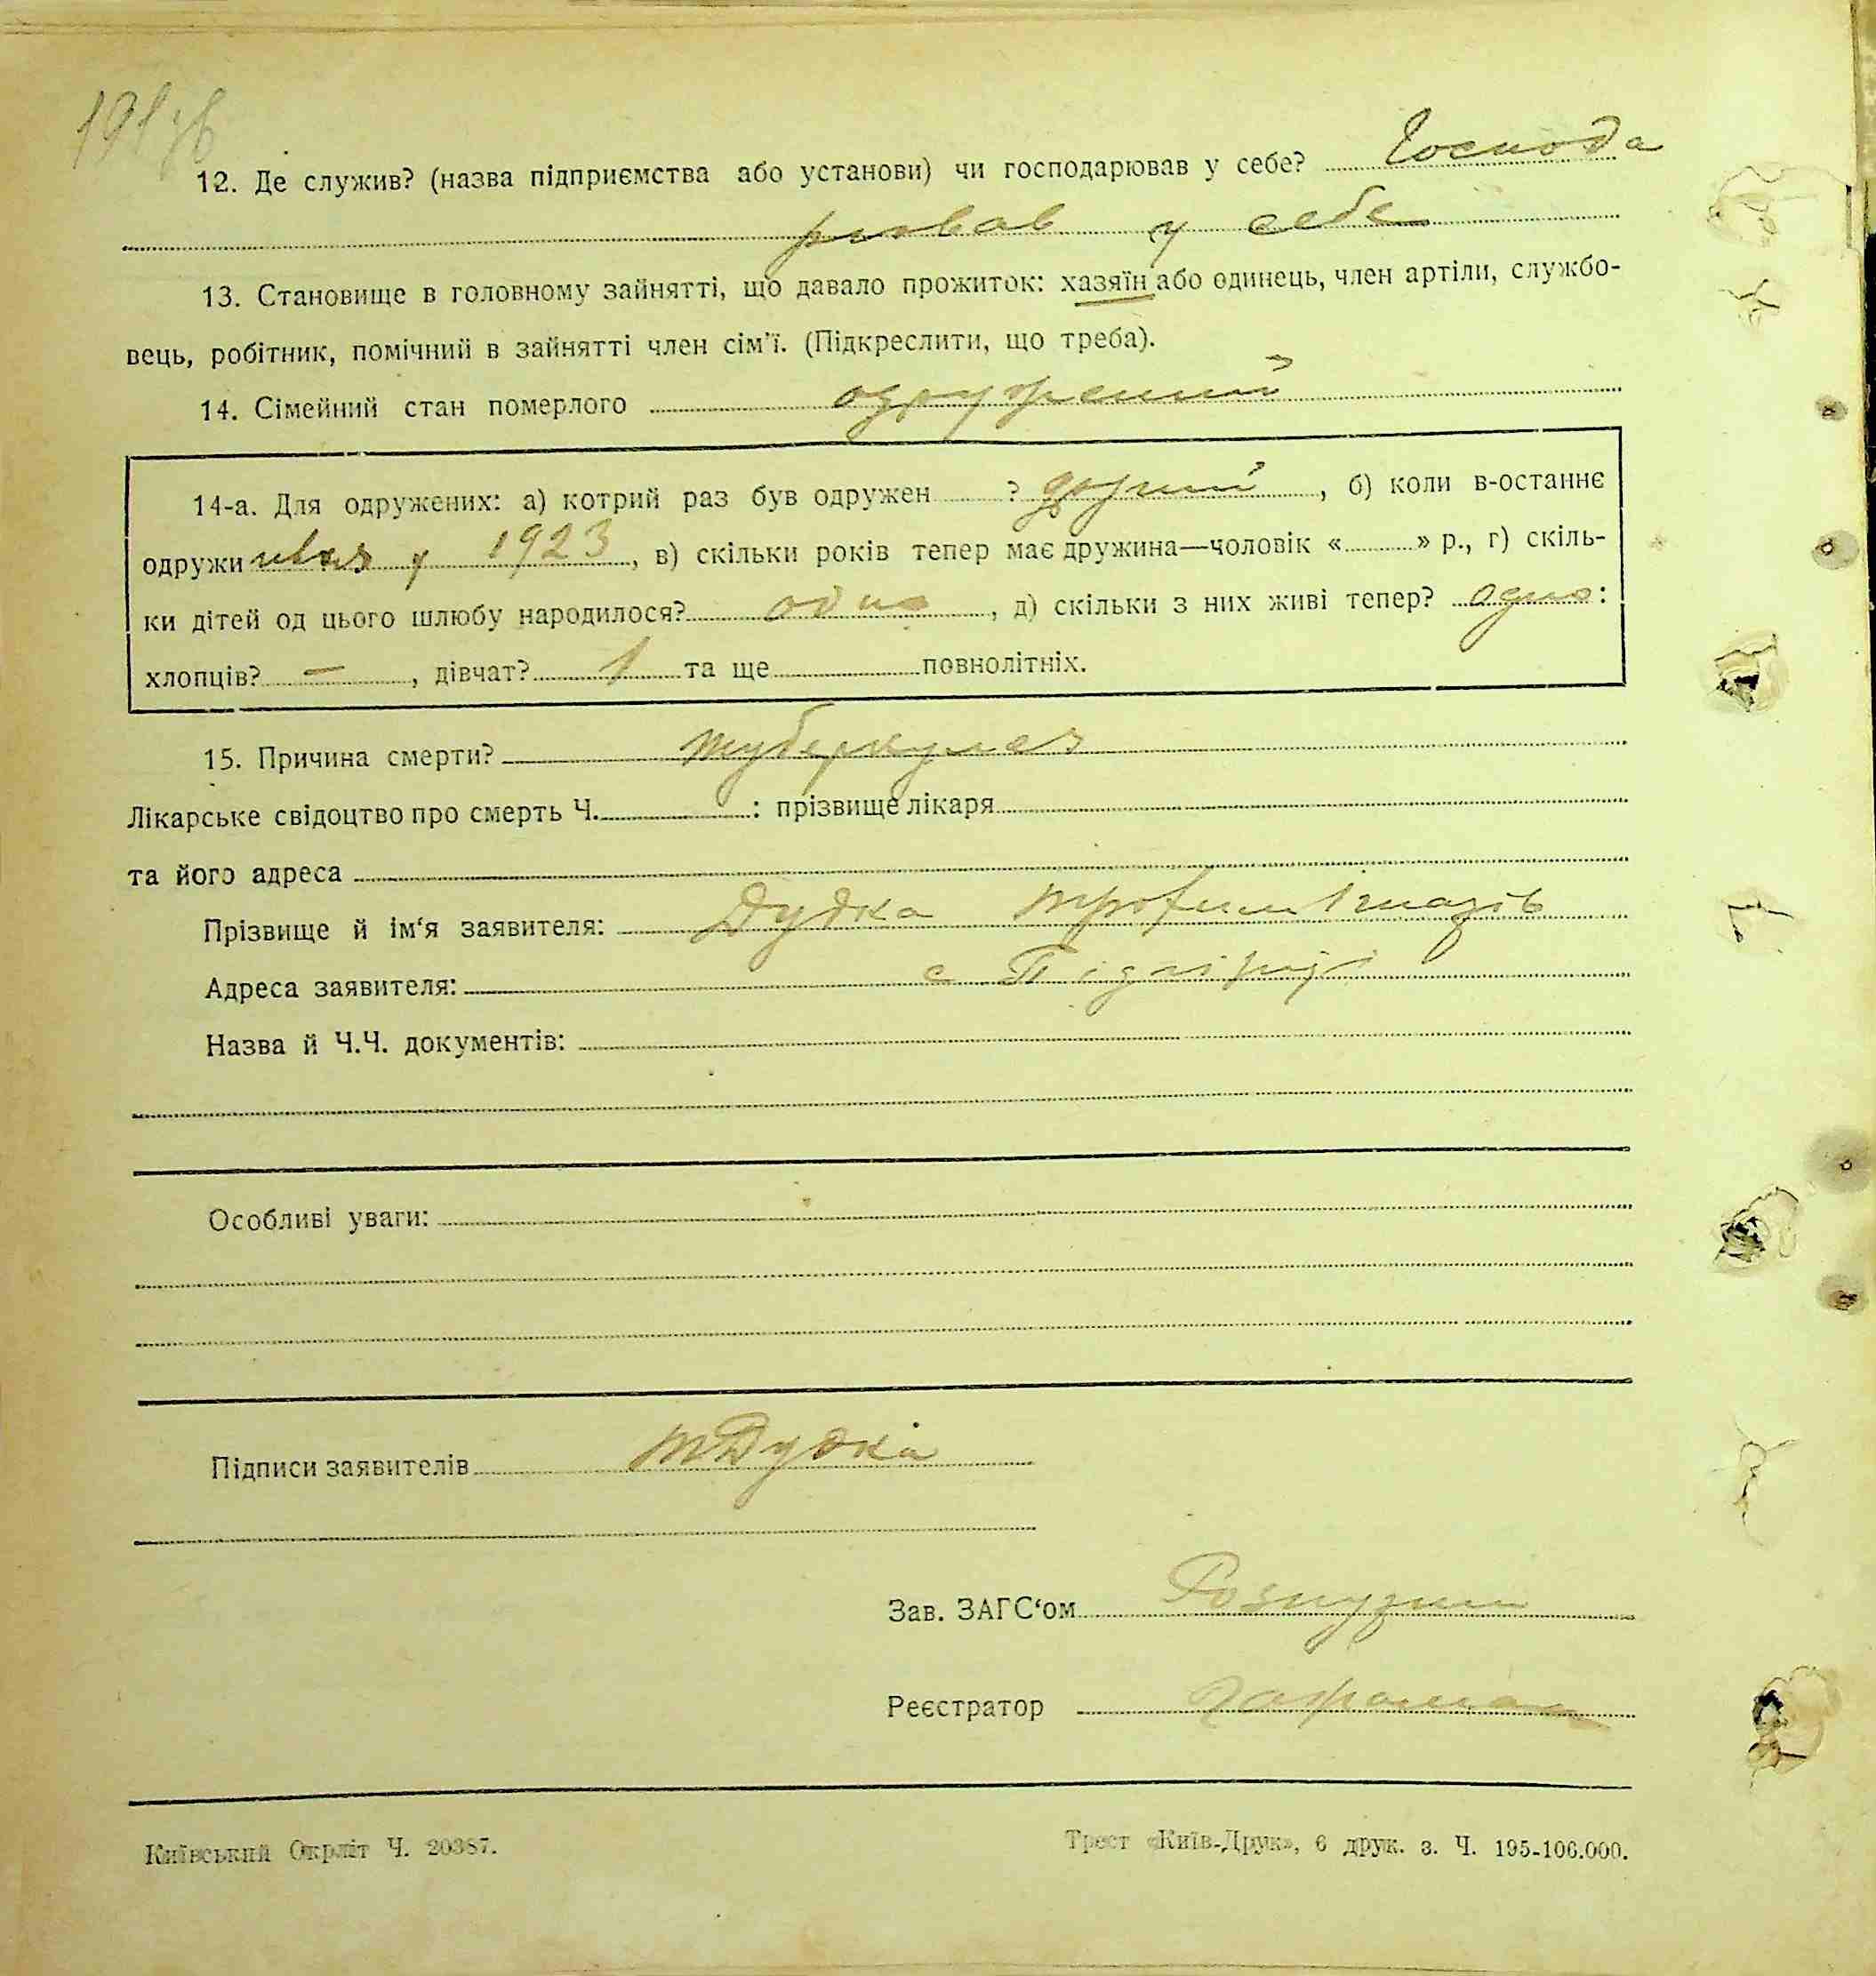 12. Де служив? (назва підприємства або установи) чи господарював у себе? Господа
рював у себе
13. Становище в головному зайнятті, що давало прожиток: хазяїн або одинець, член артіли, службо-
вець, робітник, помічний в зайнятті член сім'ї. (Підкреслити, що треба).
14. Сімейний стан померлого одружений
14-а. Для одружених: а) котрий раз був одружен ? другий, б) коли в-останнє
одружився у 1923, в) скільки років тепер має дружина—чоловік «» р., г) скіль-
ки дітей од цього шлюбу народилося? одно, д) скільки з них живі тепер? одно:
хлопців? —, дівчат? 1 та ще повнолітніх.
15. Причина смерти? туберкульоз
Лікарське свідоцтво про смерть Ч. : прізвище лікаря
та його адреса
Прізвище й ім'я заявителя: Дудка Трофим Гнатів
Адреса заявителя: с Підгірці
Назва й Ч.Ч. документів:
Особливі уваги:
Підписи заявителів ТДудка
Зав. ЗАГС'ом
Реєстратор
Київський Окрліт Ч. 20387.
Трест «Київ-Друк», 6 друк. з. Ч. 195-106.000.